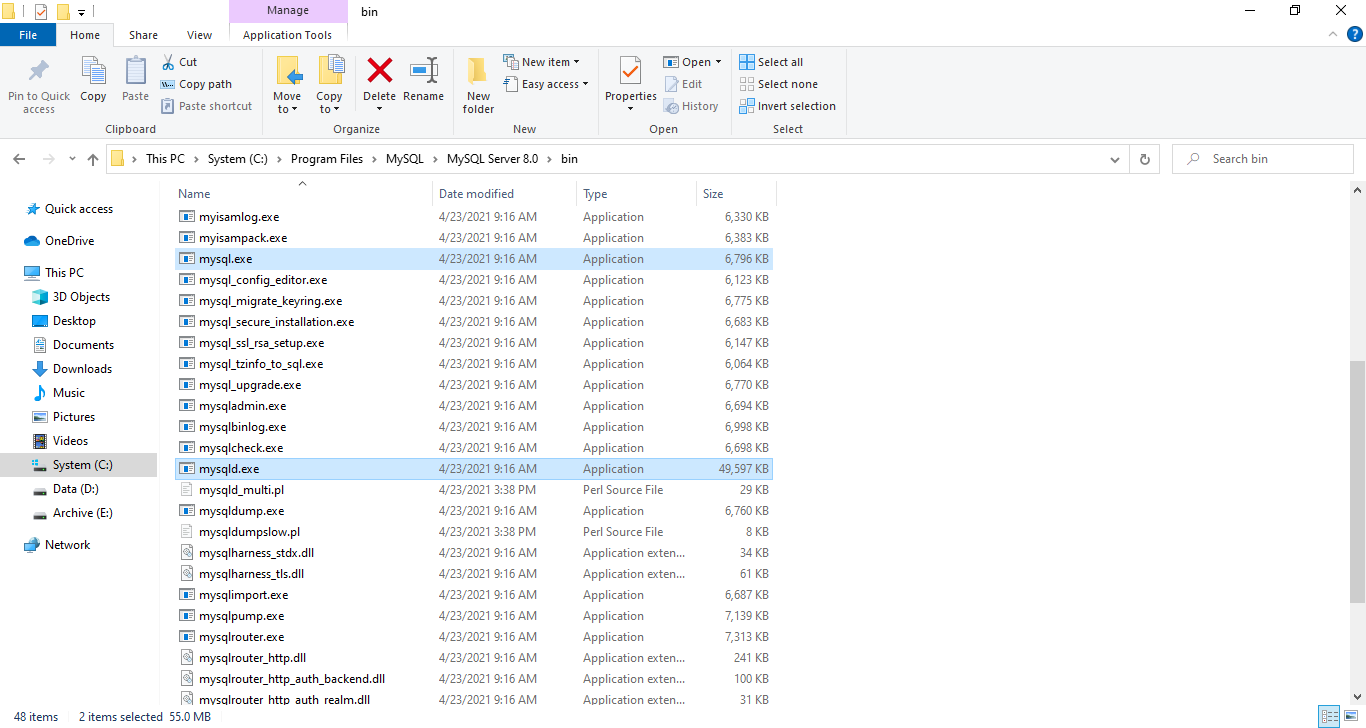 Manage
bin
File
Home
Share
View
Application Tools
Pin to Quick access
Copy
Paste
Cut
Copy path
Paste shortcut
Clipboard
Move to
Copy to
Delete
Rename
Organize
New folder
New item
Easy access
New
Properties
Open
Edit
History
Open
Select all
Select none
Invert selection
Select
This PC > System (C:) > Program Files > MySQL > MySQL Server 8.0 > bin
Search bin
Quick access
OneDrive
This PC
3D Objects
Desktop
Documents
Downloads
Music
Pictures
Videos
System (C:)
Data (D:)
Archive (E:)
Network
Name Date modified Type Size
myisamlog.exe 4/23/2021 9:16 AM Application 6,330 KB
myisampack.exe 4/23/2021 9:16 AM Application 6,383 KB
mysql.exe 4/23/2021 9:16 AM Application 6,796 KB
mysql_config_editor.exe 4/23/2021 9:16 AM Application 6,123 KB
mysql_migrate_keyring.exe 4/23/2021 9:16 AM Application 6,775 KB
mysql_secure_installation.exe 4/23/2021 9:16 AM Application 6,683 KB
mysql_ssl_rsa_setup.exe 4/23/2021 9:16 AM Application 6,147 KB
mysql_tzinfo_to_sql.exe 4/23/2021 9:16 AM Application 6,064 KB
mysql_upgrade.exe 4/23/2021 9:16 AM Application 6,770 KB
mysqladmin.exe 4/23/2021 9:16 AM Application 6,694 KB
mysqlbinlog.exe 4/23/2021 9:16 AM Application 6,998 KB
mysqlcheck.exe 4/23/2021 9:16 AM Application 6,698 KB
mysqld.exe 4/23/2021 9:16 AM Application 49,597 KB
mysqld_multi.pl 4/23/2021 3:38 PM Perl Source File 29 KB
mysqldump.exe 4/23/2021 9:16 AM Application 6,760 KB
mysqldumpslow.pl 4/23/2021 3:38 PM Perl Source File 8 KB
mysqlharness_stdx.dll 4/23/2021 9:16 AM Application exten... 34 KB
mysqlharness_tls.dll 4/23/2021 9:16 AM Application exten... 61 KB
mysqlimport.exe 4/23/2021 9:16 AM Application 6,687 KB
mysqlpump.exe 4/23/2021 9:16 AM Application 7,139 KB
mysqlrouter.exe 4/23/2021 9:16 AM Application 7,313 KB
mysqlrouter_http.dll 4/23/2021 9:16 AM Application exten... 241 KB
mysqlrouter_http_auth_backend.dll 4/23/2021 9:16 AM Application exten... 100 KB
mysqlrouter_http_auth_realm.dll 4/23/2021 9:16 AM Application exten... 31 KB
48 items 2 items selected 55.0 MB